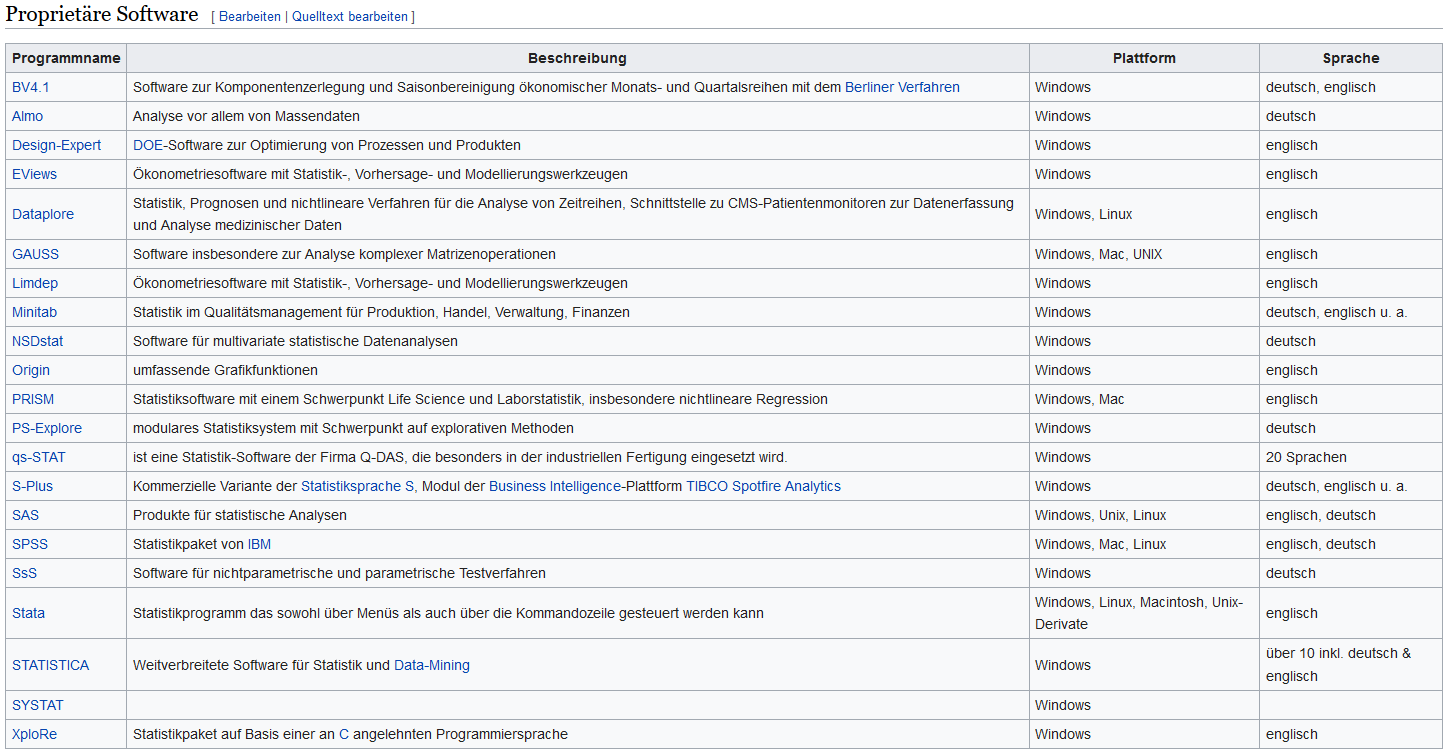 Proprietäre Software [ Bearbeiten | Quelltext bearbeiten ]
Programmname Beschreibung Plattform Sprache
BV4.1 Software zur Komponentenzerlegung und Saisonbereinigung ökonomischer Monats- und Quartalsreihen mit dem Berliner Verfahren Windows deutsch, englisch
Almo Analyse vor allem von Massendaten Windows deutsch
Design-Expert DOE-Software zur Optimierung von Prozessen und Produkten Windows englisch
EViews Ökonometriesoftware mit Statistik-, Vorhersage- und Modellierungswerkzeugen Windows englisch
Dataplore Statistik, Prognosen und nichtlineare Verfahren für die Analyse von Zeitreihen, Schnittstelle zu CMS-Patientenmonitoren zur Datenerfassung
und Analyse medizinischer Daten Windows, Linux englisch
GAUSS Software insbesondere zur Analyse komplexer Matrizenoperationen Windows, Mac, UNIX englisch
Limdep Ökonometriesoftware mit Statistik-, Vorhersage- und Modellierungswerkzeugen Windows englisch
Minitab Statistik im Qualitätsmanagement für Produktion, Handel, Verwaltung, Finanzen Windows deutsch, englisch u. a.
NSDstat Software für multivariate statistische Datenanalysen Windows deutsch
Origin umfassende Grafikfunktionen Windows englisch
PRISM Statistiksoftware mit einem Schwerpunkt Life Science und Laborstatistik, insbesondere nichtlineare Regression Windows, Mac englisch
PS-Explore modulares Statistiksystem mit Schwerpunkt auf explorativen Methoden Windows deutsch
qs-STAT ist eine Statistik-Software der Firma Q-DAS, die besonders in der industriellen Fertigung eingesetzt wird. Windows 20 Sprachen
S-Plus Kommerzielle Variante der Statistiksprache S, Modul der Business Intelligence-Plattform TIBCO Spotfire Analytics Windows deutsch, englisch u. a.
SAS Produkte für statistische Analysen Windows, Unix, Linux englisch, deutsch
SPSS Statistikpaket von IBM Windows, Mac, Linux englisch, deutsch
SsS Software für nichtparametrische und parametrische Testverfahren Windows deutsch
Stata Statistikprogramm das sowohl über Menüs als auch über die Kommandozeile gesteuert werden kann Windows, Linux, Macintosh, Unix-
Derivate englisch
STATISTICA Weitverbreitete Software für Statistik und Data-Mining Windows über 10 inkl. deutsch &
englisch
SYSTAT Windows
XploRe Statistikpaket auf Basis einer an C angelehnten Programmiersprache Windows englisch